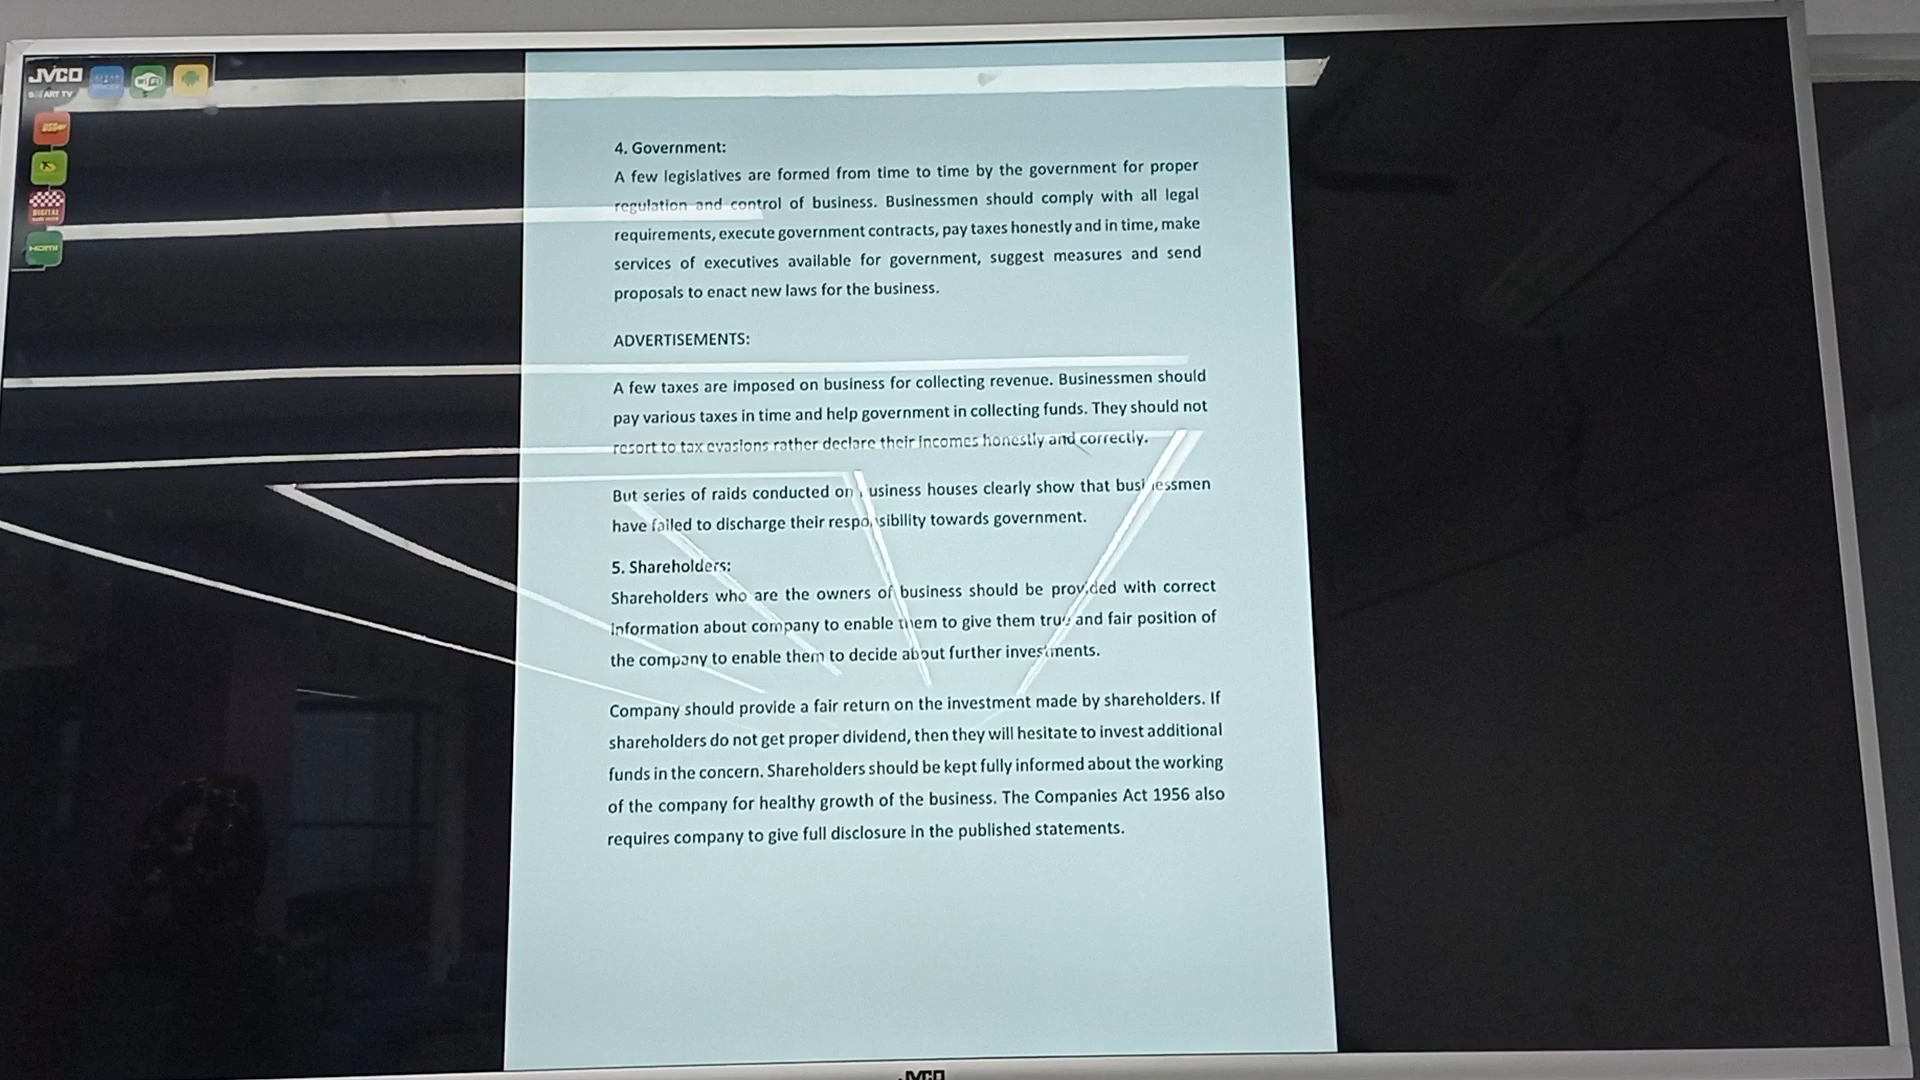 JVCO
SMART TV
WiFi
DIGITAL
HDMI
4. Government:
A few legislatives are formed from time to time by the government for proper
regulation and control of business. Businessmen should comply with all legal
requirements, execute government contracts, pay taxes honestly and in time, make
services of executives available for government, suggest measures and send
proposals to enact new laws for the business.
ADVERTISEMENTS:
A few taxes are imposed on business for collecting revenue. Businessmen should
pay various taxes in time and help government in collecting funds. They should not
resort to tax evasions rather declare their incomes honestly and correctly.
But series of raids conducted on business houses clearly show that businessmen
have failed to discharge their responsibility towards government.
5. Shareholders:
Shareholders who are the owners of business should be provided with correct
information about company to enable them to give them true and fair position of
the company to enable them to decide about further investments.
Company should provide a fair return on the investment made by shareholders. If
shareholders do not get proper dividend, then they will hesitate to invest additional
funds in the concern. Shareholders should be kept fully informed about the working
of the company for healthy growth of the business. The Companies Act 1956 also
requires company to give full disclosure in the published statements.
JVCO